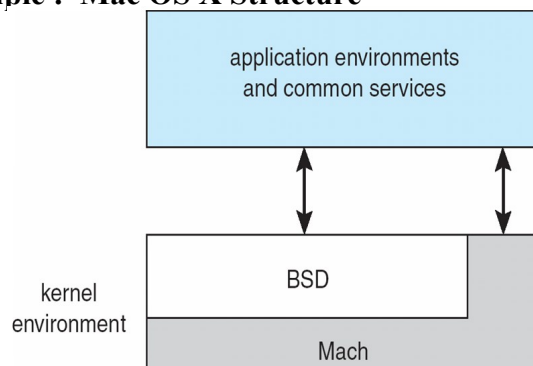 Mac OS X Structure
application environments
and common services
BSD
kernel
environment
Mach